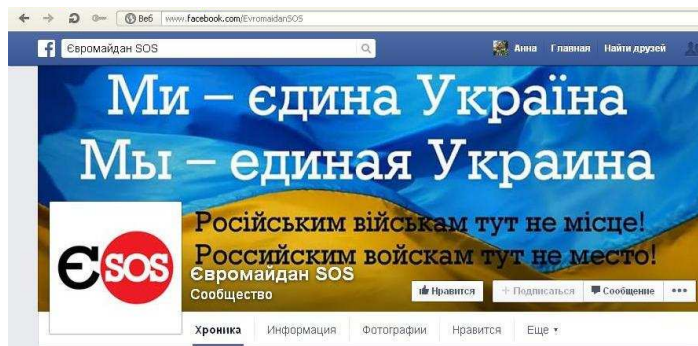 Веб www.facebook.com/EvromaidanSOS
f Євромайдан SOS Анна Главная Найти друзей
Ми – єдина Україна
Мы – единая Украина
Російським військам тут не місце!
Российским войскам тут не место!
ЄSOS
Євромайдан SOS
Сообщество
Нравится + Подписаться Сообщение •••
Хроника Информация Фотографии Нравится Еще